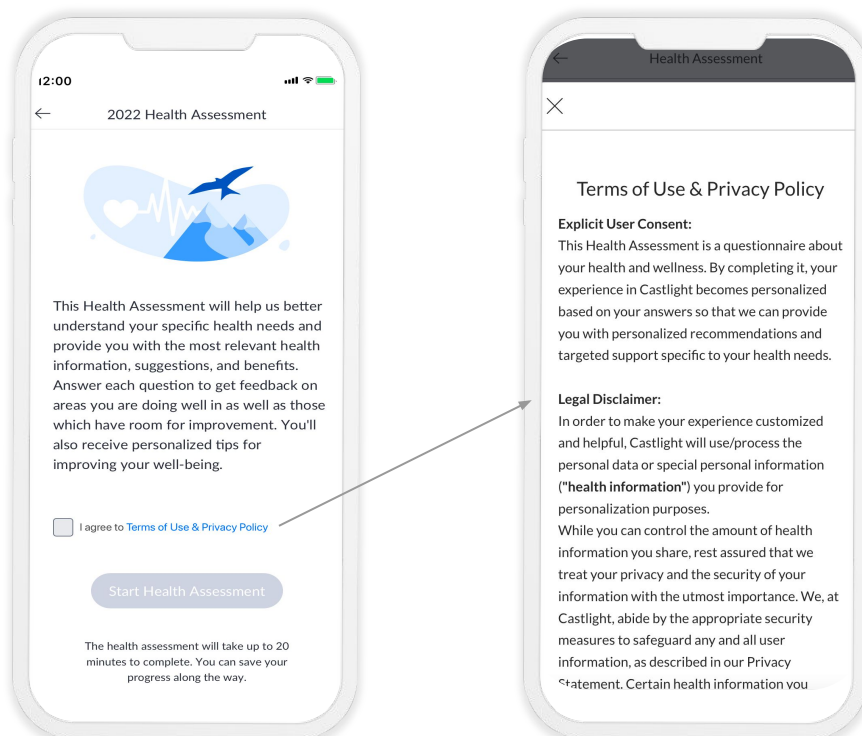 12:00
2022 Health Assessment
This Health Assessment will help us better
understand your specific health needs and
provide you with the most relevant health
information, suggestions, and benefits.
Answer each question to get feedback on
areas you are doing well in as well as those
which have room for improvement. You'll
also receive personalized tips for
improving your well-being.
I agree to Terms of Use & Privacy Policy
Start Health Assessment
The health assessment will take up to 20
minutes to complete. You can save your
progress along the way.
Health Assessment
Terms of Use & Privacy Policy
Explicit User Consent:
This Health Assessment is a questionnaire about
your health and wellness. By completing it, your
experience in Castlight becomes personalized
based on your answers so that we can provide
you with personalized recommendations and
targeted support specific to your health needs.
Legal Disclaimer:
In order to make your experience customized
and helpful, Castlight will use/process the
personal data or special personal information
("health information") you provide for
personalization purposes.
While you can control the amount of health
information you share, rest assured that we
treat your privacy and the security of your
information with the utmost importance. We, at
Castlight, abide by the appropriate security
measures to safeguard any and all user
information, as described in our Privacy
Statement. Certain health information you